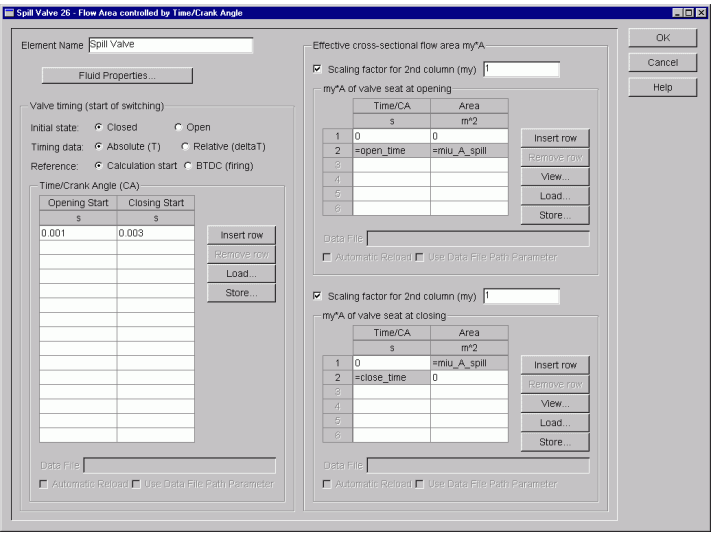 Spill Valve 26 - Flow Area controlled by Time/Crank Angle
Element Name Spill Valve
Fluid Properties...
Valve timing (start of switching)
Initial state: Closed Open
Timing data: Absolute (T) Relative (deltaT)
Reference: Calculation start BTDC (firing)
Time/Crank Angle (CA)
Opening Start Closing Start
s s
0.001 0.003
Insert row
Remove row
Load...
Store...
Data File
Automatic Reload Use Data File Path Parameter
Effective cross-sectional flow area my*A
Scaling factor for 2nd column (my) 1
my*A of valve seat at opening
Time/CA Area
s m^2
1 0 0
2 =open_time =miu_A_spill
3
4
5
6
Insert row
Remove row
View...
Load...
Store...
Data File
Automatic Reload Use Data File Path Parameter
Scaling factor for 2nd column (my) 1
my*A of valve seat at closing
Time/CA Area
s m^2
1 0 =miu_A_spill
2 =close_time 0
3
4
5
6
Insert row
Remove row
View...
Load...
Store...
Data File
Automatic Reload Use Data File Path Parameter
OK
Cancel
Help